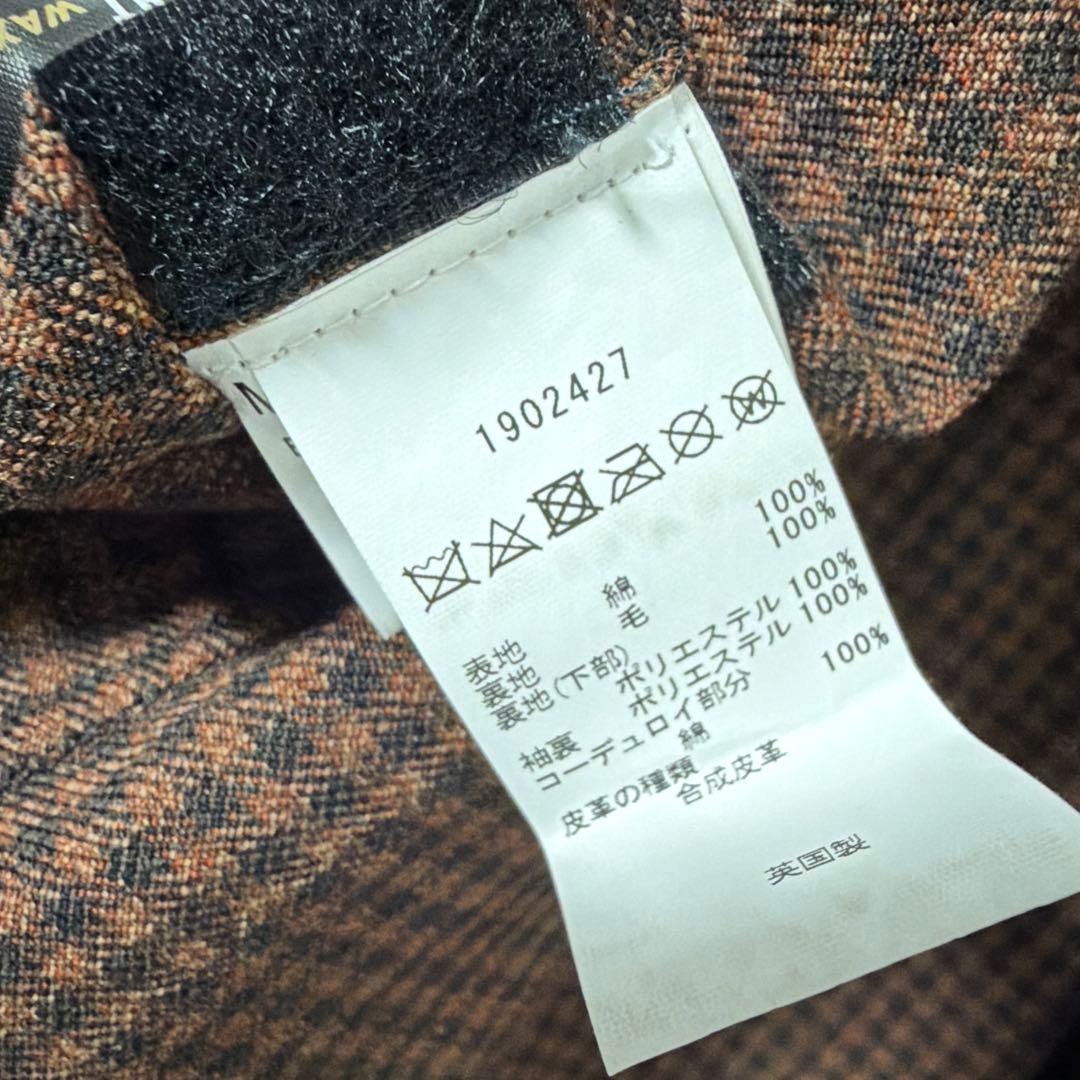 WAX
1902427
W
表地 綿 100%
裏地 毛 100%
裏地(下部)
ポリエステル 100%
袖裏 ポリエステル 100%
コーデュロイ部分
綿 100%
皮革の種類
合成皮革
英国製